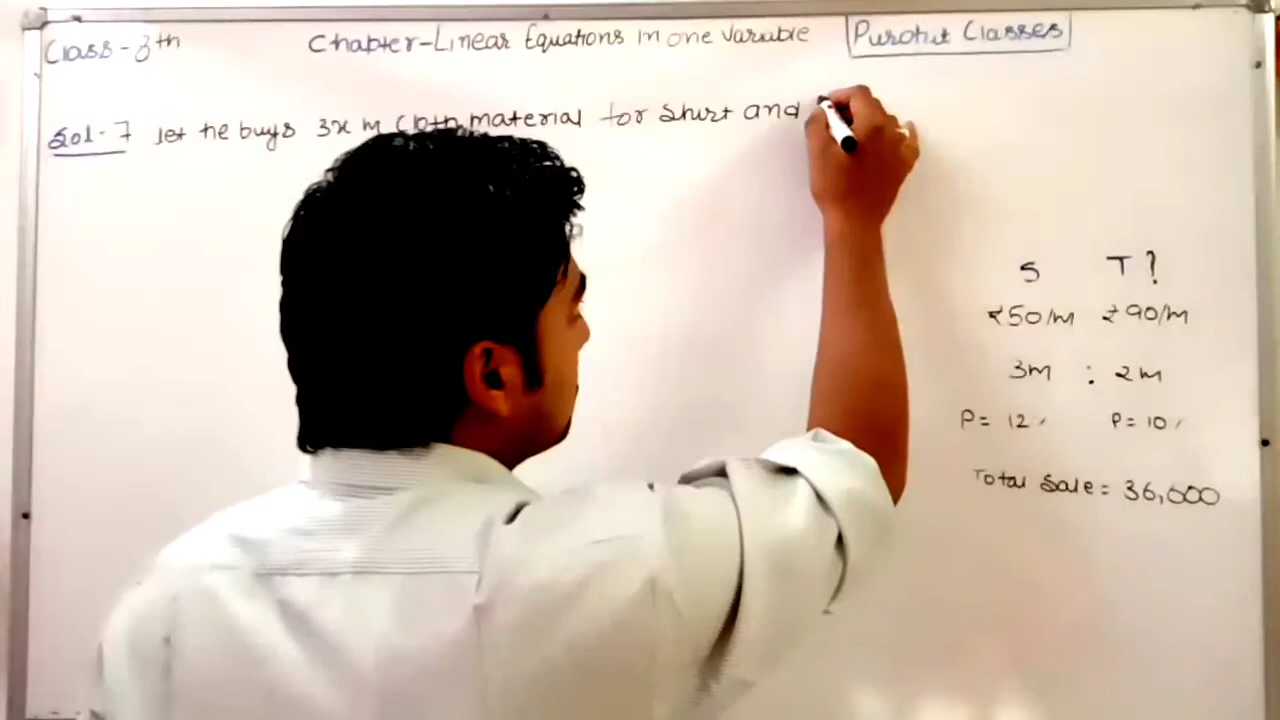 Class-8th
Chapter-Linear Equations in one variable
Purohit Classes
Sol-7 let he buys 3x m cloth material for shirt and
S T?
₹50/m ₹90/m
3m : 2m
P= 12% P= 10%
Total Sale = 36,600